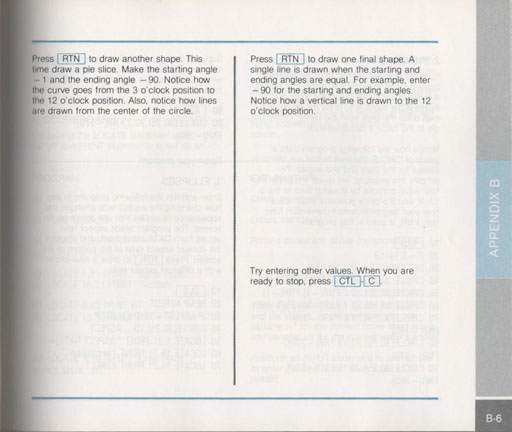 Press RTN to draw another shape. This
time draw a pie slice. Make the starting angle
-1 and the ending angle -90. Notice how
the curve goes from the 3 o'clock position to
the 12 o'clock position. Also, notice how lines
are drawn from the center of the circle.
Press RTN to draw one final shape. A
single line is drawn when the starting and
ending angles are equal. For example, enter
-90 for the starting and ending angles.
Notice how a vertical line is drawn to the 12
o'clock position.
Try entering other values. When you are
ready to stop, press CTL-C.
APPENDIX B
B-6